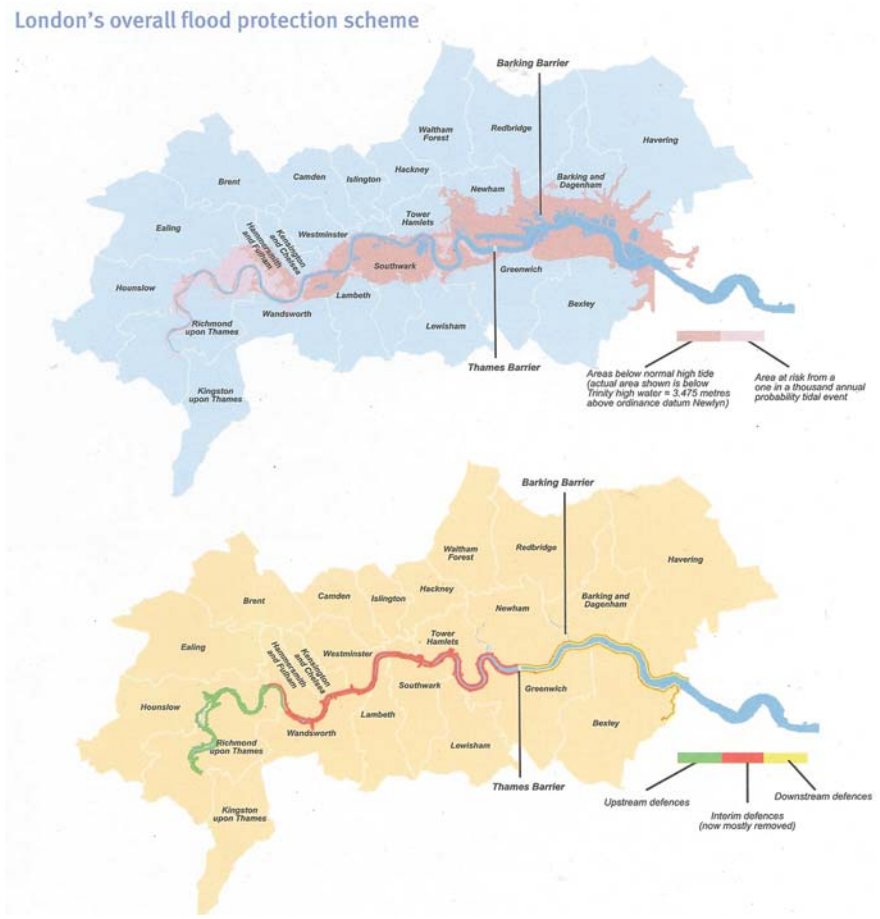 London's overall flood protection scheme
Barking Barrier
Waltham
Forest
Redbridge
Havering
Hackney
Camden
Islington
Brent
Newham
Barking and
Dagenham
Tower
Hamlets
Ealing
Hammersmith
and Fulham
Kensington
and Chelsea
Westminster
Southwark
Hounslow
Greenwich
Lambeth
Bexley
Wandsworth
Richmond
upon Thames
Lewisham
Thames Barrier
Kingston
upon Thames
Areas below normal high tide
(actual area shown is below
Trinity high water = 3.475 metres
above ordinance datum Newlyn)
Area at risk from a
one in a thousand annual
probability tidal event
Barking Barrier
Waltham
Forest
Redbridge
Havering
Hackney
Camden
Islington
Brent
Newham
Barking and
Dagenham
Tower
Hamlets
Ealing
Hammersmith
and Fulham
Kensington
and Chelsea
Westminster
Southwark
Greenwich
Hounslow
Lambeth
Bexley
Wandsworth
Richmond
upon Thames
Lewisham
Thames Barrier
Kingston
upon Thames
Upstream defences
Interim defences
(now mostly removed)
Downstream defences